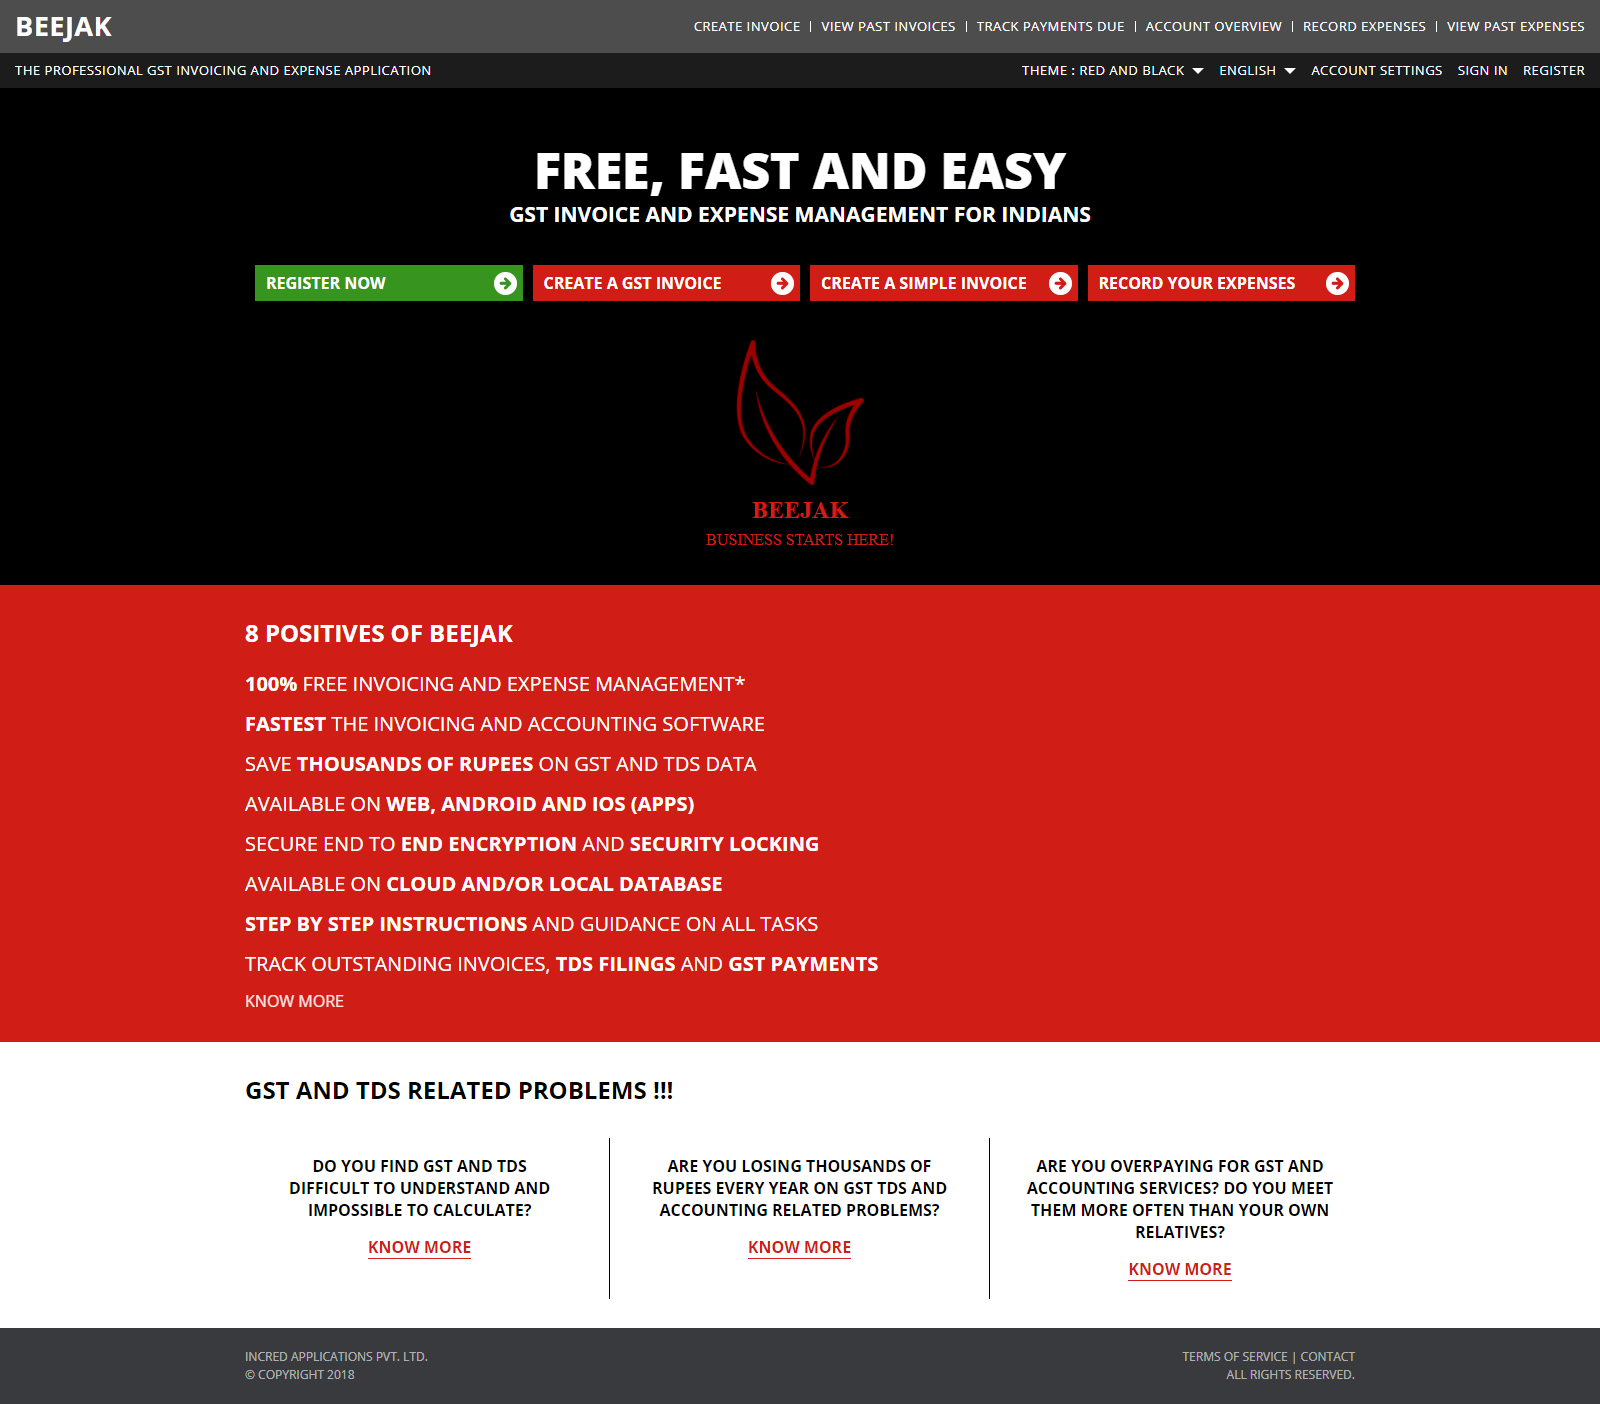 BEEJAK
CREATE INVOICE | VIEW PAST INVOICES | TRACK PAYMENTS DUE | ACCOUNT OVERVIEW | RECORD EXPENSES | VIEW PAST EXPENSES
THE PROFESSIONAL GST INVOICING AND EXPENSE APPLICATION
THEME : RED AND BLACK ENGLISH ACCOUNT SETTINGS SIGN IN REGISTER
FREE, FAST AND EASY
GST INVOICE AND EXPENSE MANAGEMENT FOR INDIANS
REGISTER NOW
CREATE A GST INVOICE
CREATE A SIMPLE INVOICE
RECORD YOUR EXPENSES
BEEJAK
BUSINESS STARTS HERE!
8 POSITIVES OF BEEJAK
100% FREE INVOICING AND EXPENSE MANAGEMENT*
FASTEST THE INVOICING AND ACCOUNTING SOFTWARE
SAVE THOUSANDS OF RUPEES ON GST AND TDS DATA
AVAILABLE ON WEB, ANDROID AND IOS (APPS)
SECURE END TO END ENCRYPTION AND SECURITY LOCKING
AVAILABLE ON CLOUD AND/OR LOCAL DATABASE
STEP BY STEP INSTRUCTIONS AND GUIDANCE ON ALL TASKS
TRACK OUTSTANDING INVOICES, TDS FILINGS AND GST PAYMENTS
KNOW MORE
GST AND TDS RELATED PROBLEMS !!!
DO YOU FIND GST AND TDS
DIFFICULT TO UNDERSTAND AND
IMPOSSIBLE TO CALCULATE?
KNOW MORE
ARE YOU LOSING THOUSANDS OF
RUPEES EVERY YEAR ON GST TDS AND
ACCOUNTING RELATED PROBLEMS?
KNOW MORE
ARE YOU OVERPAYING FOR GST AND
ACCOUNTING SERVICES? DO YOU MEET
THEM MORE OFTEN THAN YOUR OWN
RELATIVES?
KNOW MORE
INCRED APPLICATIONS PVT. LTD.
© COPYRIGHT 2018
TERMS OF SERVICE | CONTACT
ALL RIGHTS RESERVED.